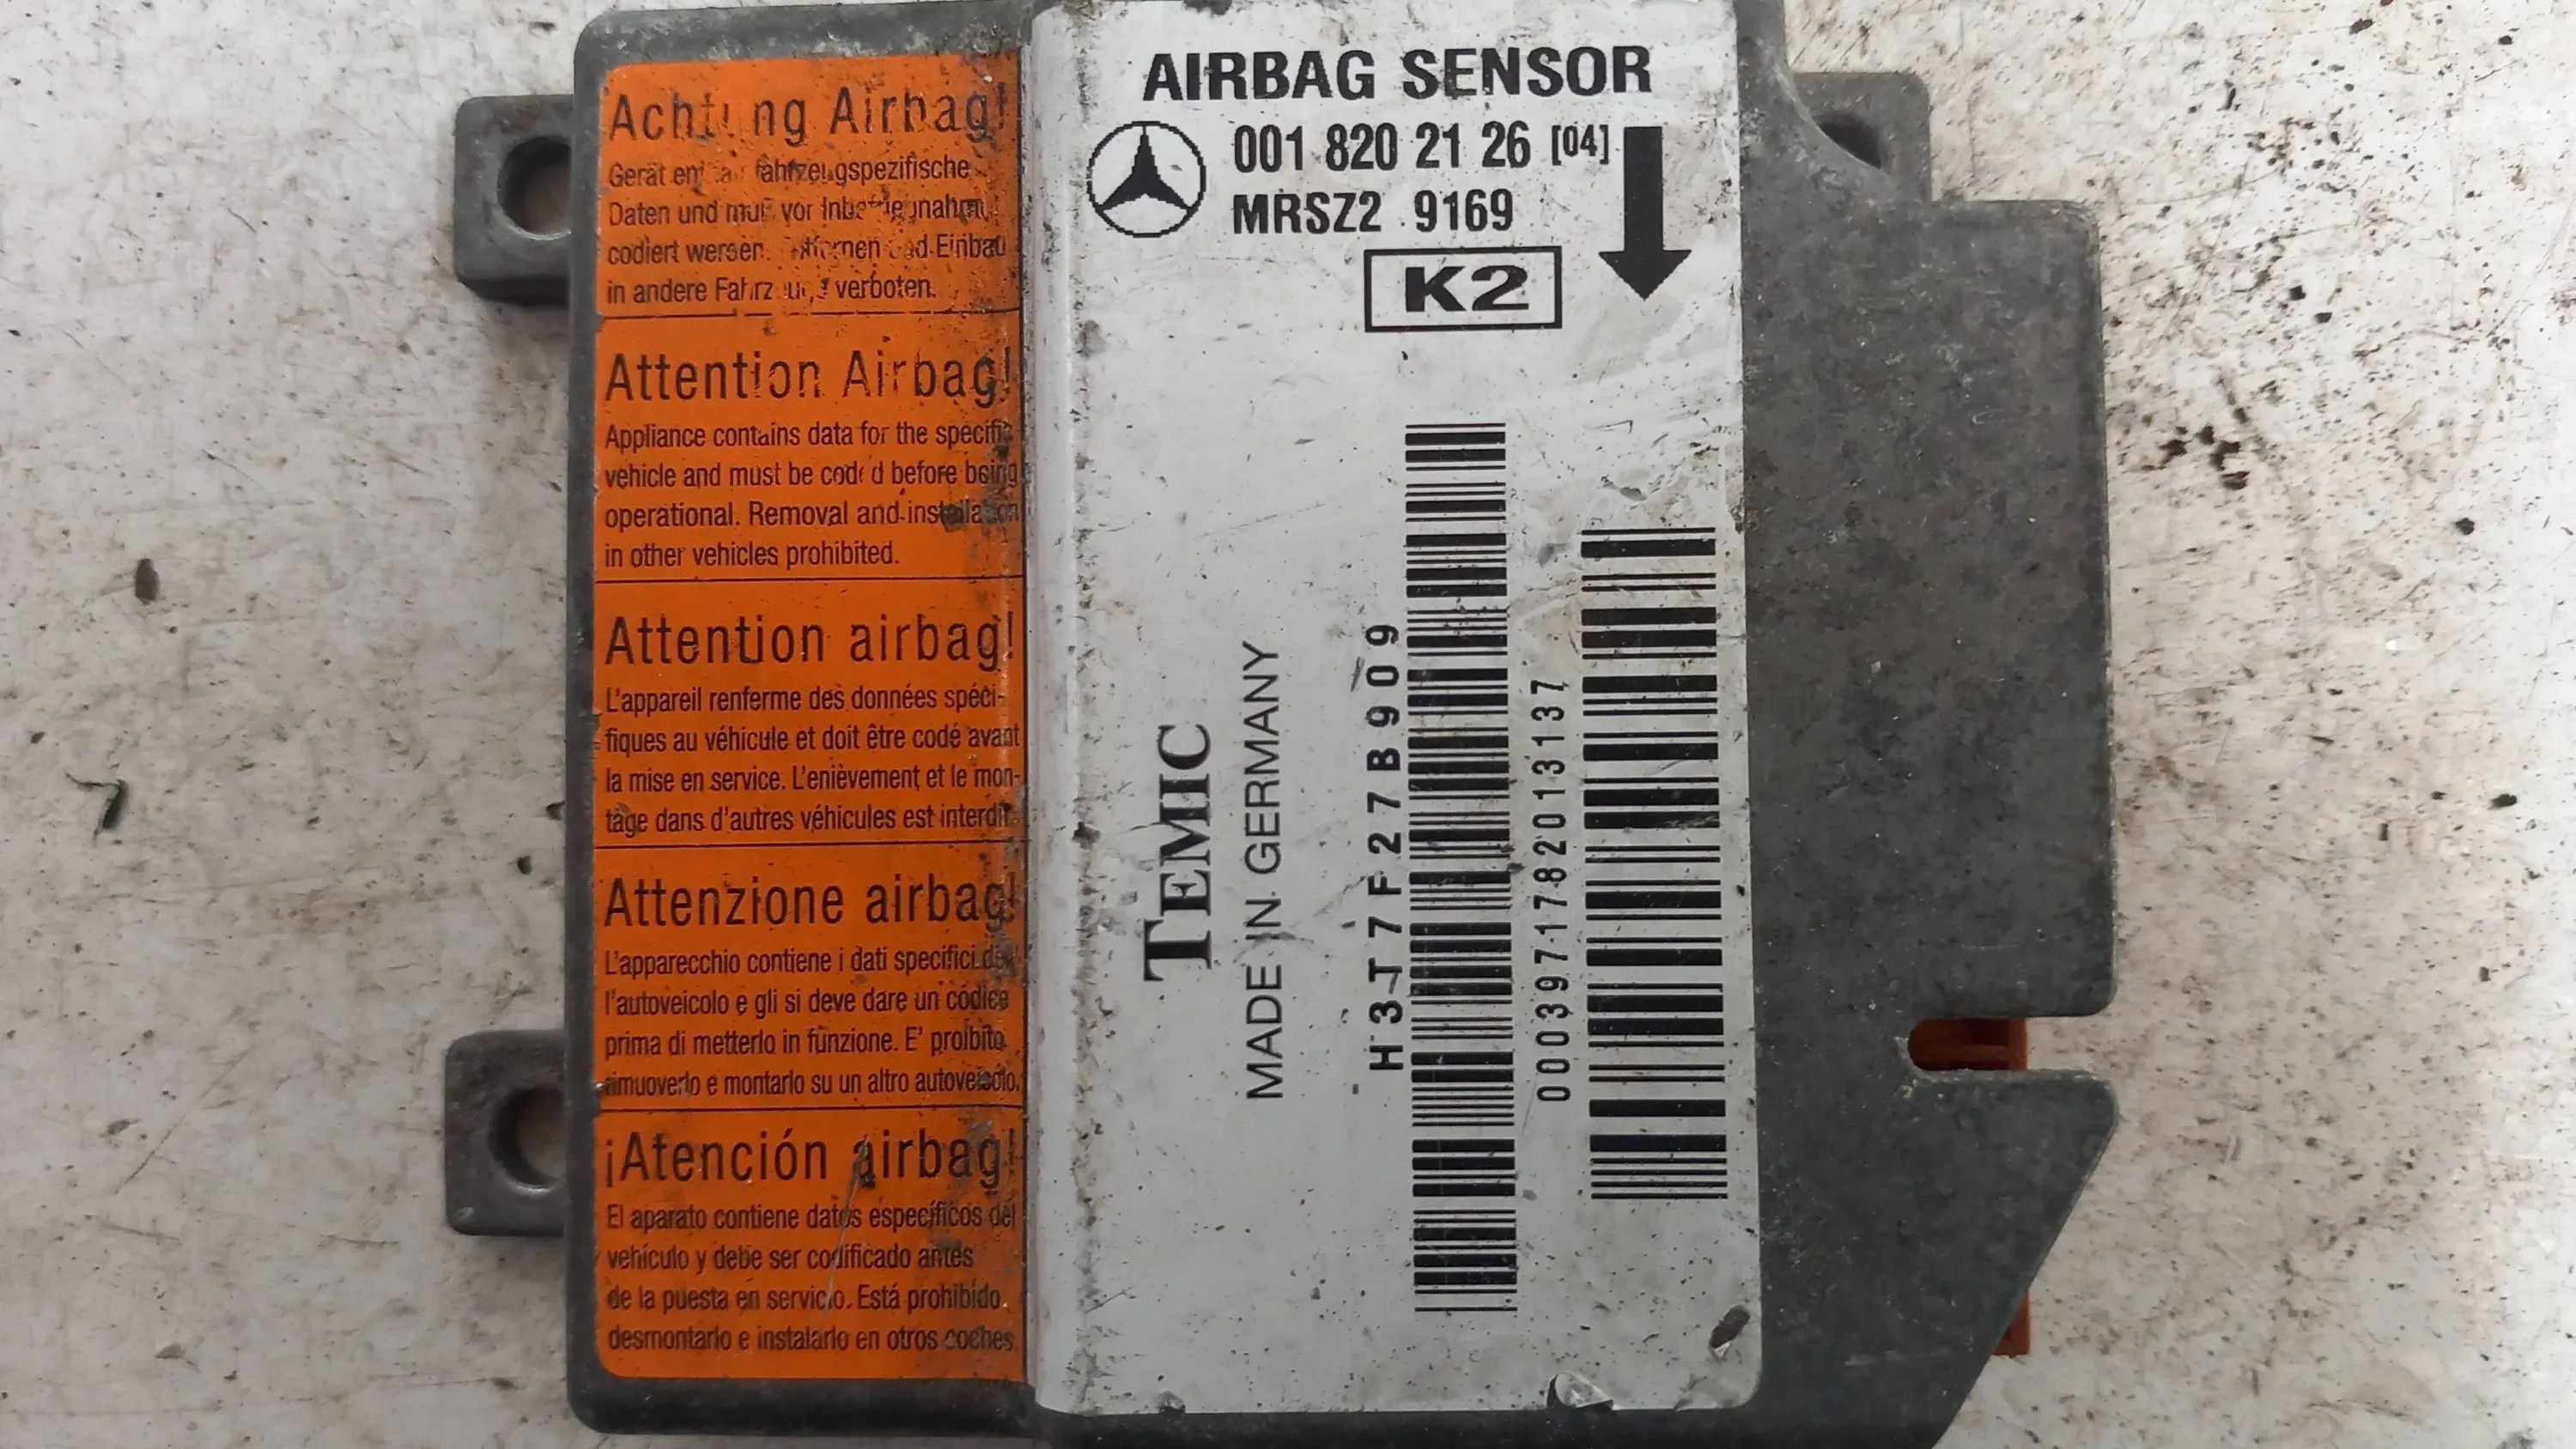 Achtung Airbag!
Gerät fahrzeugspezifische
Daten und muß vor
codiert und Einbau
in andere verboten.
Attention Airbag!
Appliance contains data for the specific
vehicle and must be coded before being
operational. Removal and installation
in other vehicles prohibited.
Attention airbag!
L'appareil renferme des données spéci-
fiques au véhicule et doit être codé avant
la mise en service. L'enièvement et le mon-
tage dans d'autres véhicules est interdit.
Attenzione airbag!
L'apparecchio contiene i dati specifici
l'autoveicolo e gli si deve dare un codice
prima di metterlo in funzione. E' proibito
rimuoverlo e montarlo su un altro autoveicolo.
¡Atención airbag!
El aparato contiene datos específicos del
vehículo y debe ser codificado antes
de la puesta en servicio. Está prohibido
desmontarlo e instalarlo en otros coches
AIRBAG SENSOR
001 820 21 26 [04]
MRSZ2 9169
K2
TEMIC
MADE IN GERMANY
H3T7F27B909
00039717820131​37